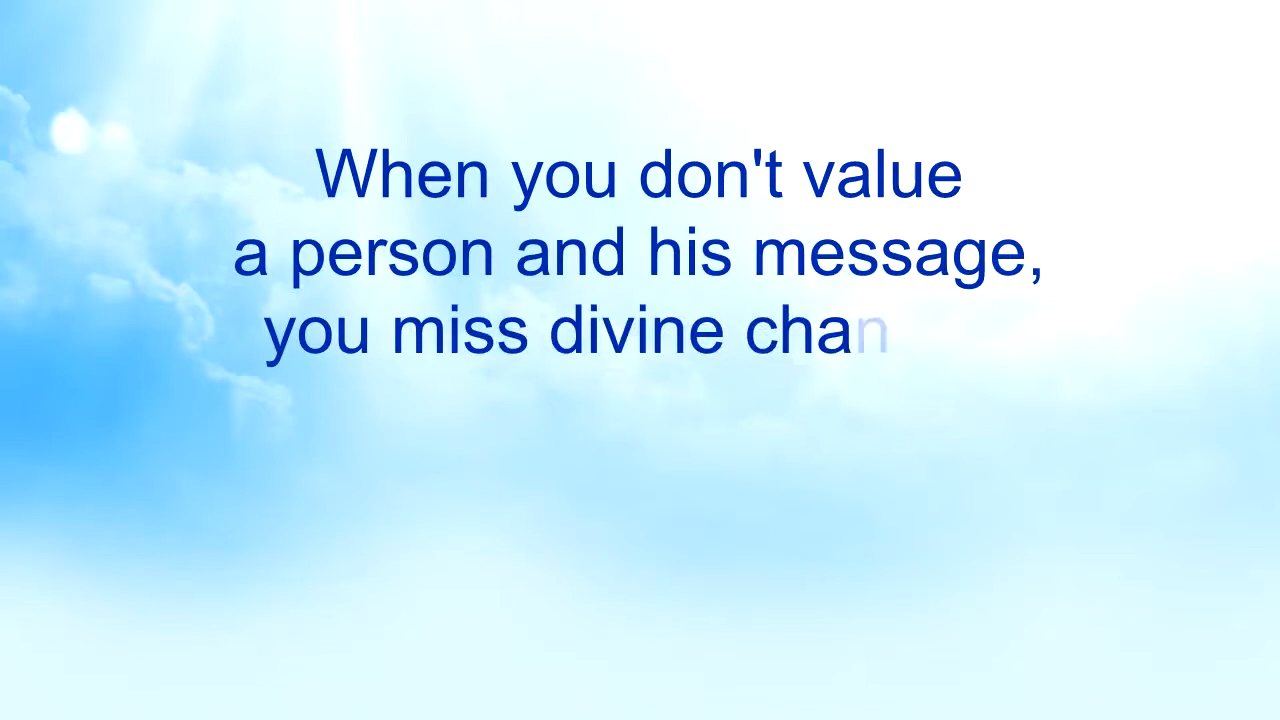 When you don't value
a person and his message,
you miss divine chan